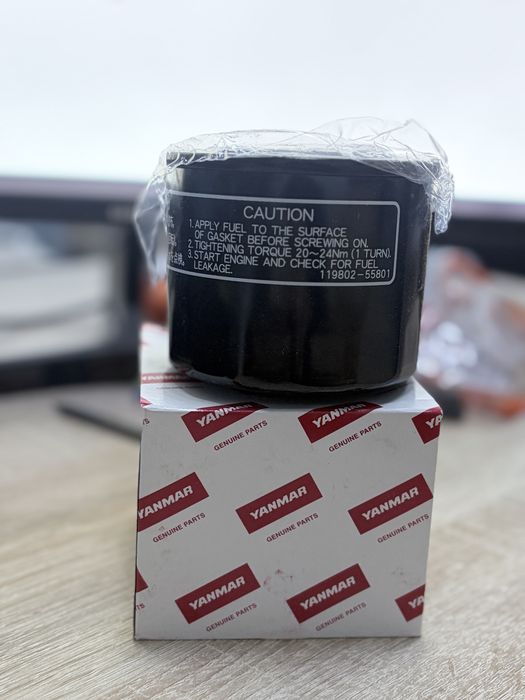 CAUTION
1. APPLY FUEL TO THE SURFACE
OF GASKET BEFORE SCREWING ON.
2. TIGHTENING TORQUE 20~24Nm (1 TURN).
3. START ENGINE AND CHECK FOR FUEL
LEAKAGE.
119802-55801
YANMAR
YANMAR
YANMAR
GENUINE PARTS
GENUINE PARTS
YANMAR
YANMAR
YANMAR
GENUINE PARTS
GENUINE PARTS
GENUINE PARTS
YANMAR
YANMAR
GENUINE PARTS
GENUINE PARTS